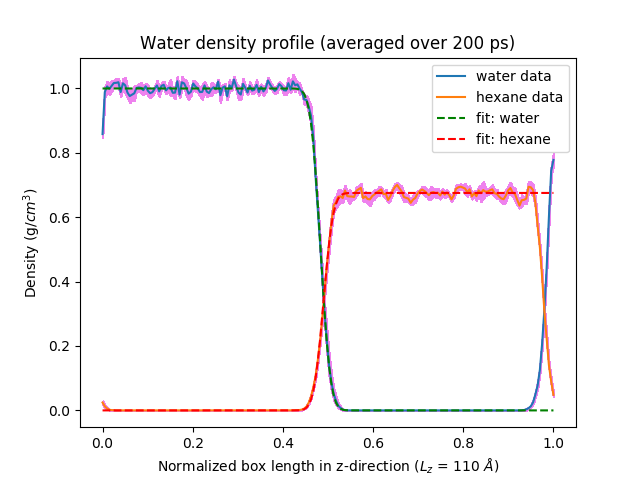 Water density profile (averaged over 200 ps)
water data
hexane data
fit: water
fit: hexane
Density (g/cm³)
1.0
0.8
0.6
0.4
0.2
0.0
0.0 0.2 0.4 0.6 0.8 1.0
Normalized box length in z-direction (L_z = 110 Å)